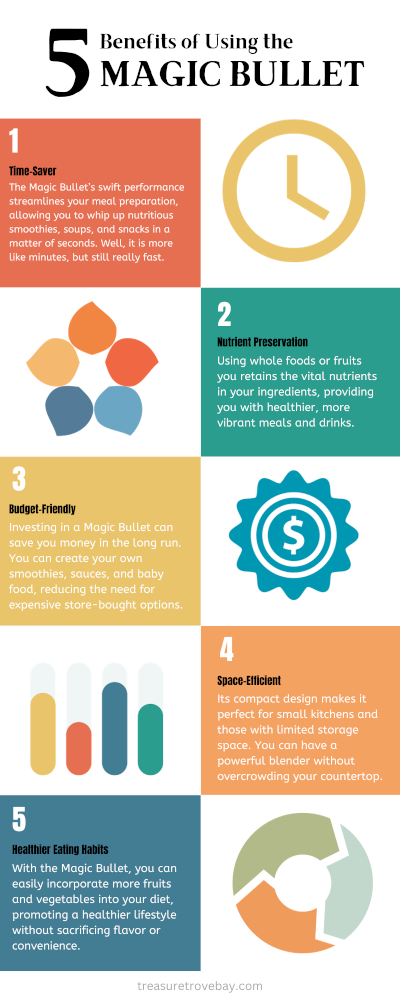 5 Benefits of Using the
MAGIC BULLET
1
Time-Saver
The Magic Bullet's swift performance
streamlines your meal preparation,
allowing you to whip up nutritious
smoothies, soups, and snacks in a
matter of seconds. Well, it is more
like minutes, but still really fast.
2
Nutrient Preservation
Using whole foods or fruits
you retains the vital nutrients
in your ingredients, providing
you with healthier, more
vibrant meals and drinks.
3
Budget-Friendly
Investing in a Magic Bullet can
save you money in the long run.
You can create your own
smoothies, sauces, and baby
food, reducing the need for
expensive store-bought options.
$
4
Space-Efficient
Its compact design makes it
perfect for small kitchens and
those with limited storage
space. You can have a
powerful blender without
overcrowding your countertop.
5
Healthier Eating Habits
With the Magic Bullet, you can
easily incorporate more fruits
and vegetables into your diet,
promoting a healthier lifestyle
without sacrificing flavor or
convenience.
treasuretrovebay.com